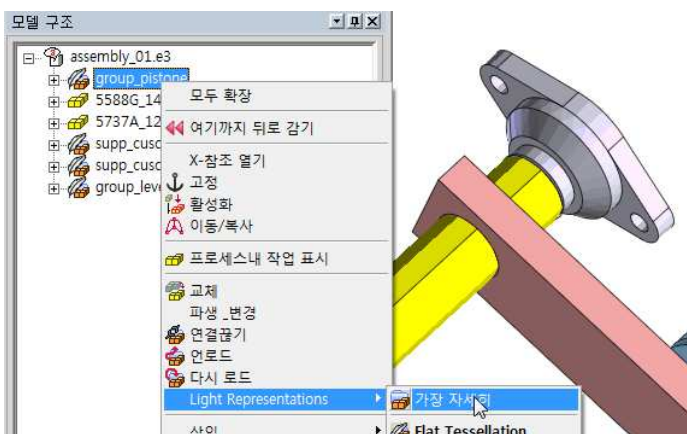 모델 구조
assembly_01.e3
group_pistone
5588G_14
5737A_12
supp_cusc
supp_cusc
group_leve
모두 확장
여기까지 뒤로 감기
X-참조 열기
고정
활성화
이동/복사
프로세스내 작업 표시
교체
파생 _변경
연결끊기
언로드
다시 로드
Light Representations
가장 자세히
삽입
Flat Tessellation